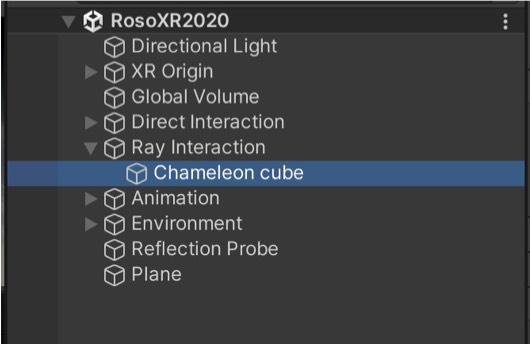 RosoXR2020
Directional Light
XR Origin
Global Volume
Direct Interaction
Ray Interaction
Chameleon cube
Animation
Environment
Reflection Probe
Plane